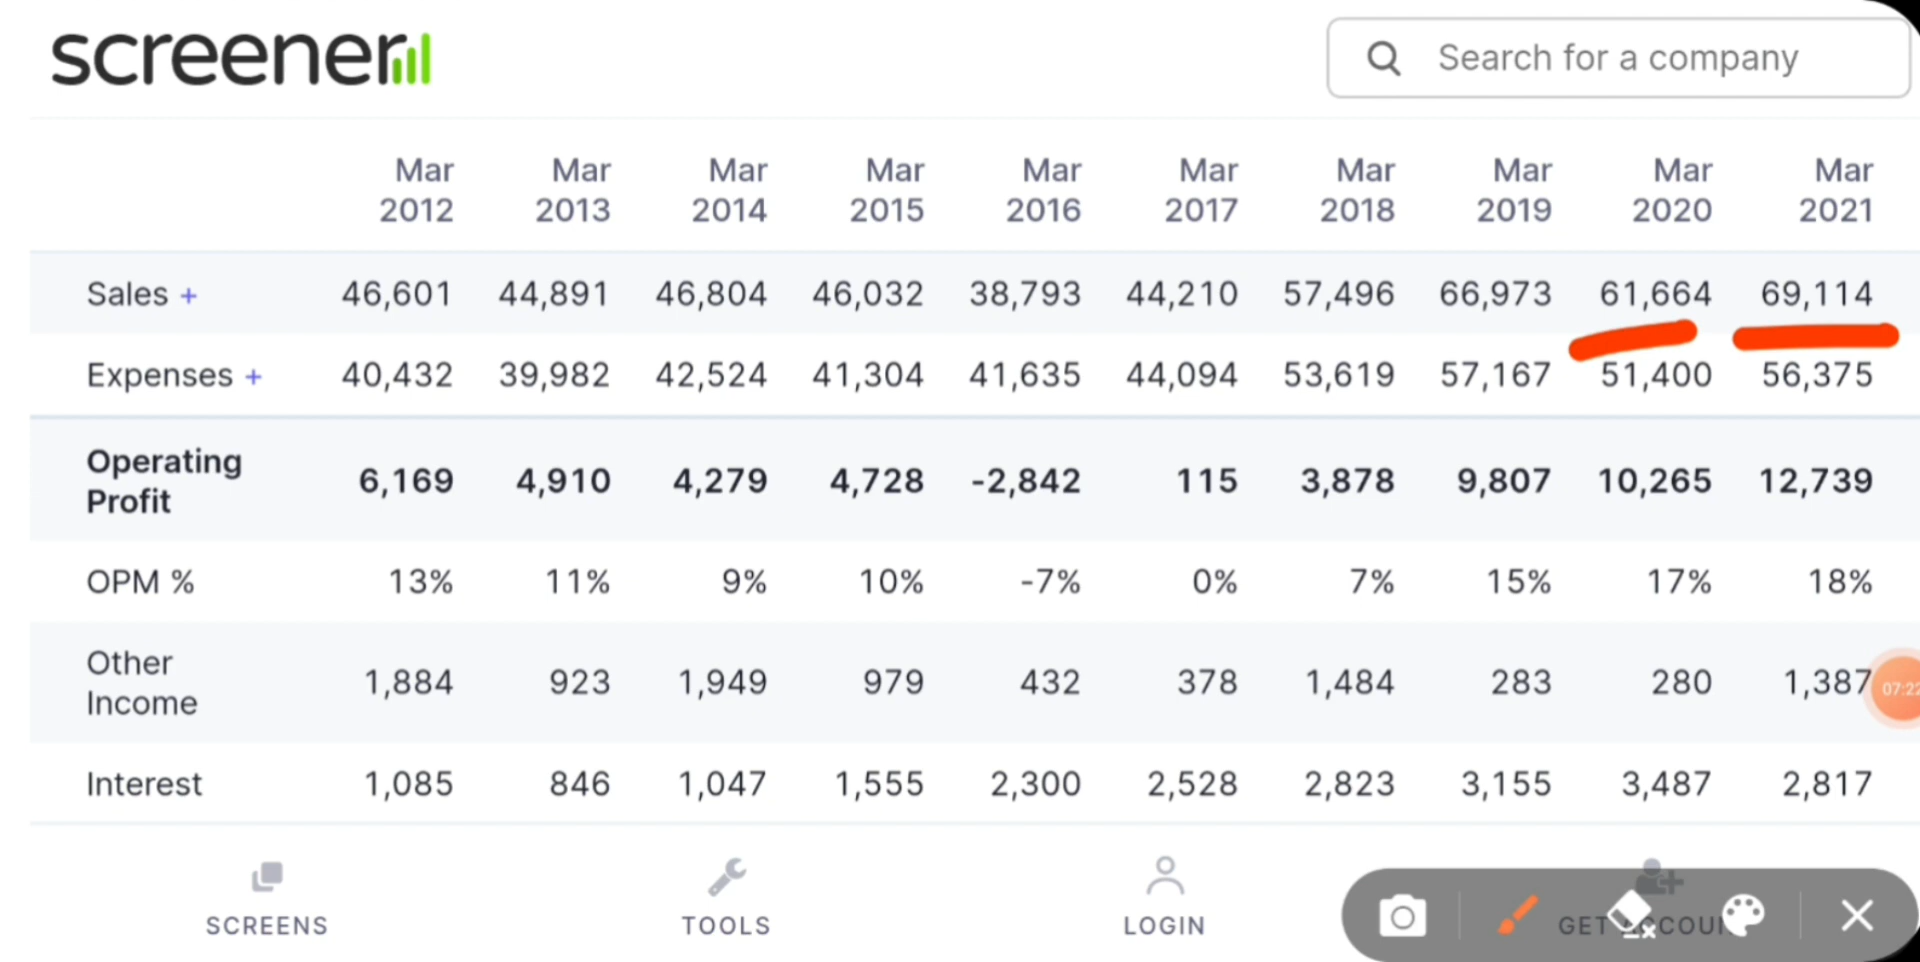 screener
Search for a company
Mar 2012 Mar 2013 Mar 2014 Mar 2015 Mar 2016 Mar 2017 Mar 2018 Mar 2019 Mar 2020 Mar 2021
Sales + 46,601 44,891 46,804 46,032 38,793 44,210 57,496 66,973 61,664 69,114
Expenses + 40,432 39,982 42,524 41,304 41,635 44,094 53,619 57,167 51,400 56,375
Operating Profit 6,169 4,910 4,279 4,728 -2,842 115 3,878 9,807 10,265 12,739
OPM % 13% 11% 9% 10% -7% 0% 7% 15% 17% 18%
Other Income 1,884 923 1,949 979 432 378 1,484 283 280 1,387
07:22
Interest 1,085 846 1,047 1,555 2,300 2,528 2,823 3,155 3,487 2,817
SCREENS TOOLS LOGIN GET